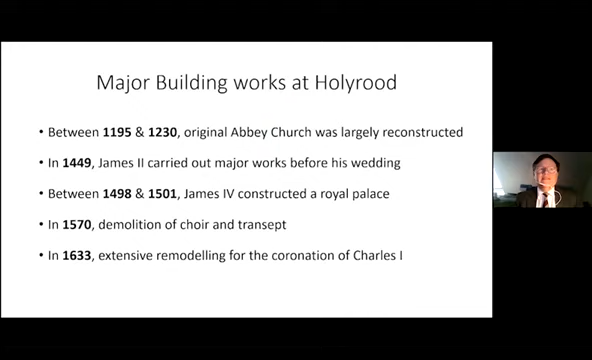 Major Building works at Holyrood
• Between 1195 & 1230, original Abbey Church was largely reconstructed
• In 1449, James II carried out major works before his wedding
• Between 1498 & 1501, James IV constructed a royal palace
• In 1570, demolition of choir and transept
• In 1633, extensive remodelling for the coronation of Charles I